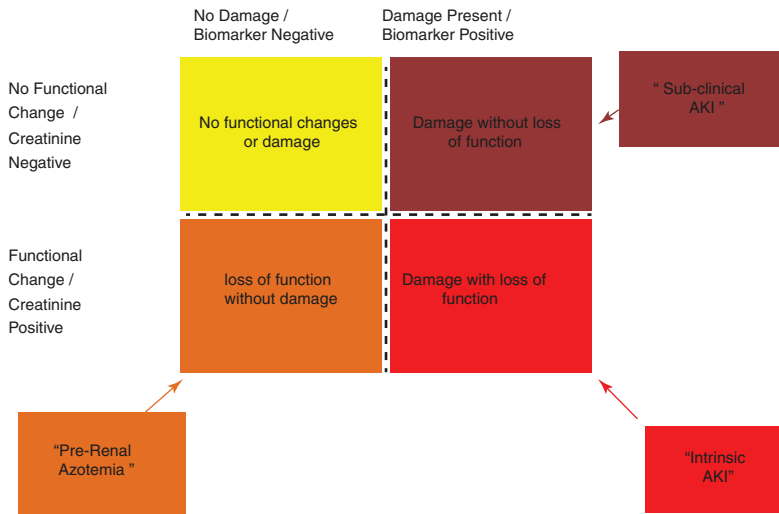 No Damage /
Biomarker Negative
Damage Present /
Biomarker Positive
No Functional
Change /
Creatinine
Negative
No functional changes
or damage
Damage without loss
of function
“ Sub-clinical
AKI ”
Functional
Change /
Creatinine
Positive
loss of function
without damage
Damage with loss of
function
“Pre-Renal
Azotemia ”
“Intrinsic
AKI”